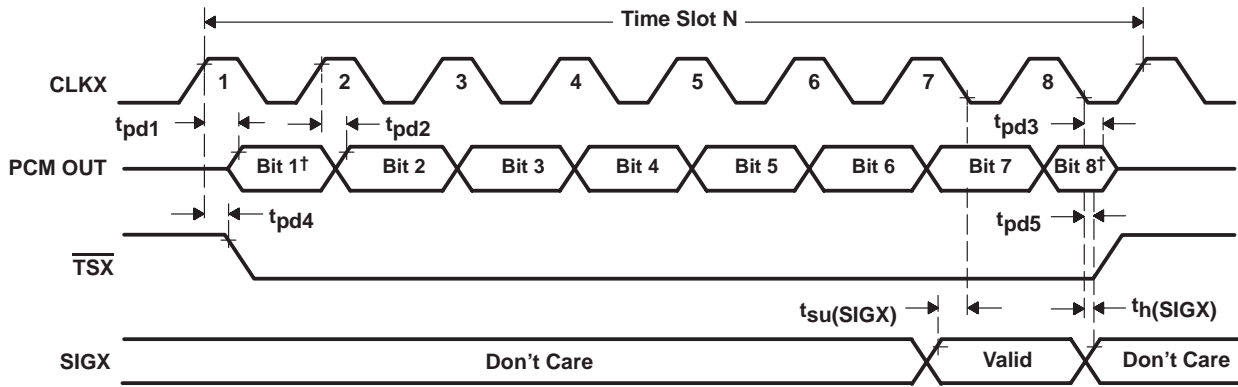 Time Slot N
CLKX
1 2 3 4 5 6 7 8
tpd1 tpd2 tpd3
PCM OUT
Bit 1† Bit 2 Bit 3 Bit 4 Bit 5 Bit 6 Bit 7 Bit 8†
tpd4 tpd5
TSX
tsu(SIGX) th(SIGX)
SIGX
Don't Care Valid Don't Care